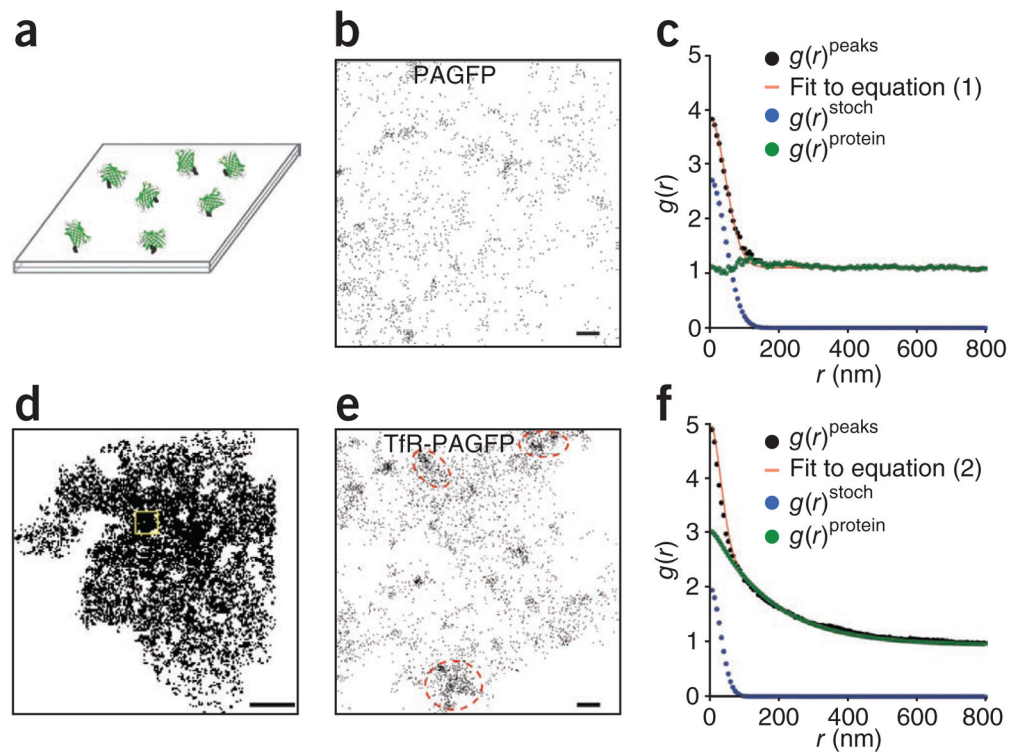 a
b
PAGFP
c
5
4
3
2
1
0
g(r)
g(r)peaks
Fit to equation (1)
g(r)stoch
g(r)protein
0 200 400 600 800
r (nm)
d
e
TfR-PAGFP
f
5
4
3
2
1
0
g(r)
g(r)peaks
Fit to equation (2)
g(r)stoch
g(r)protein
0 200 400 600 800
r (nm)